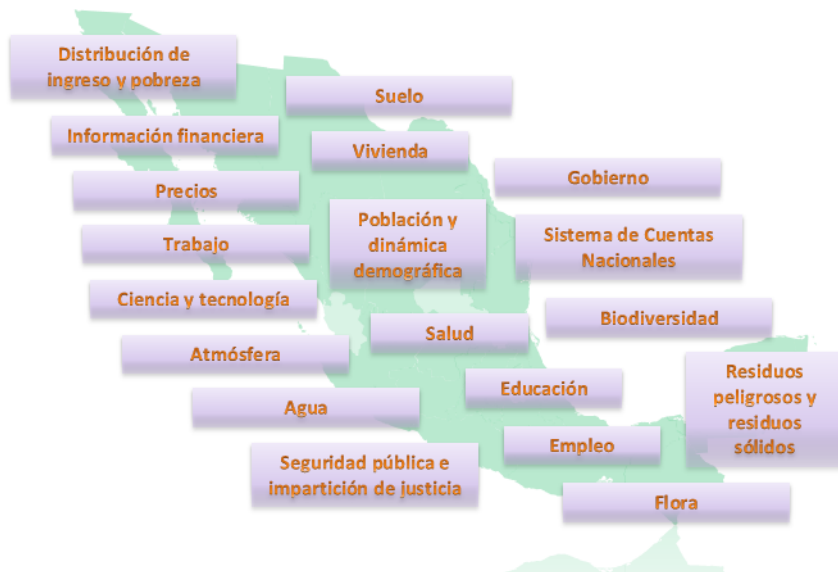 Distribución de
ingreso y pobreza
Suelo
Información financiera
Vivienda
Gobierno
Precios
Población y
dinámica
demográfica
Sistema de Cuentas
Nacionales
Trabajo
Ciencia y tecnología
Biodiversidad
Salud
Atmósfera
Residuos
peligrosos y
residuos
sólidos
Educación
Agua
Empleo
Seguridad pública e
impartición de justicia
Flora